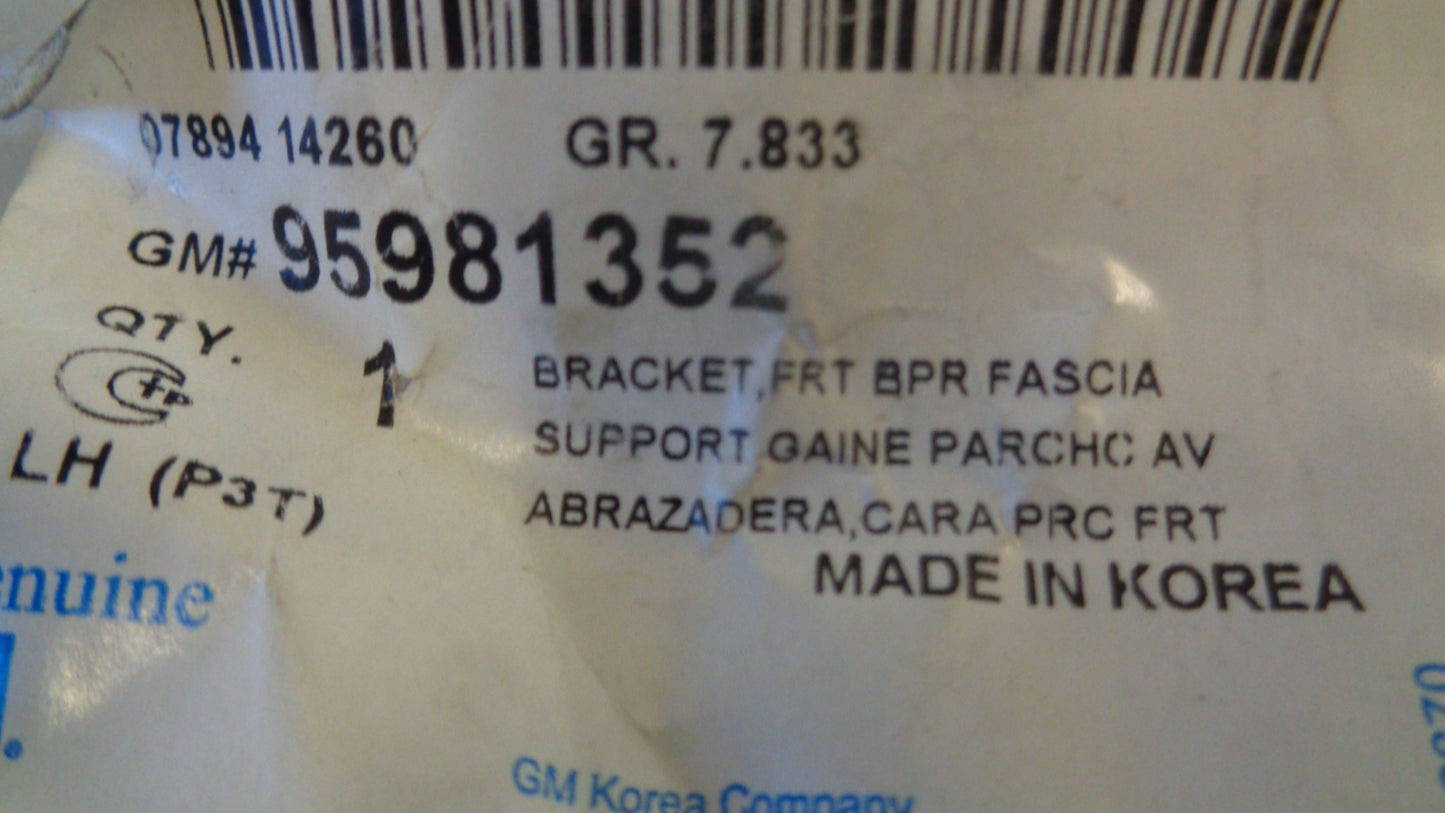 07894 14260 GR. 7.833
GM# 95981352
QTY. 1
BRACKET,FRT BPR FASCIA
SUPPORT,GAINE PARCHC AV
LH (P3T)
ABRAZADERA,CARA PRC FRT
MADE IN KOREA
enuine
GM Korea Company